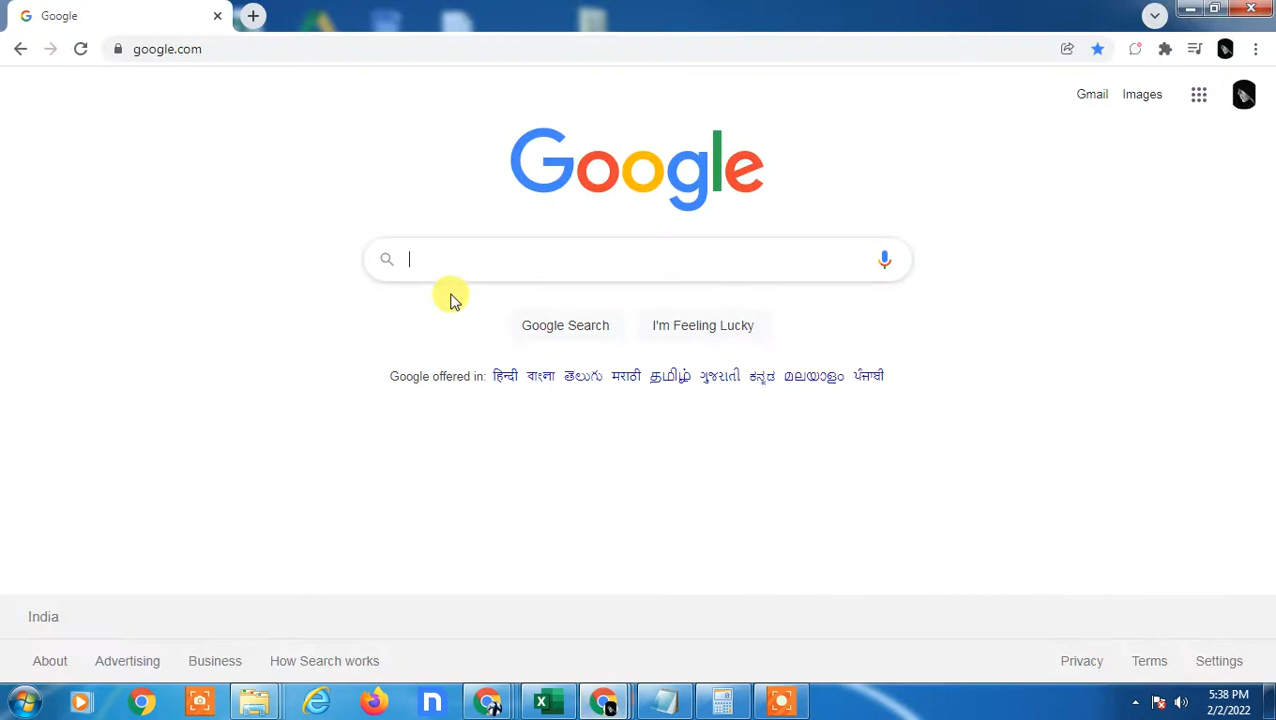 Google
google.com
Gmail Images
Google
Google Search I'm Feeling Lucky
Google offered in: हिन्दी বাংলা తెలుగు मराठी தமிழ் ગુજરાતી ಕನ್ನಡ മലയാളം ਪੰਜਾਬੀ
India
About Advertising Business How Search works Privacy Terms Settings
5:38 PM
2/2/2022